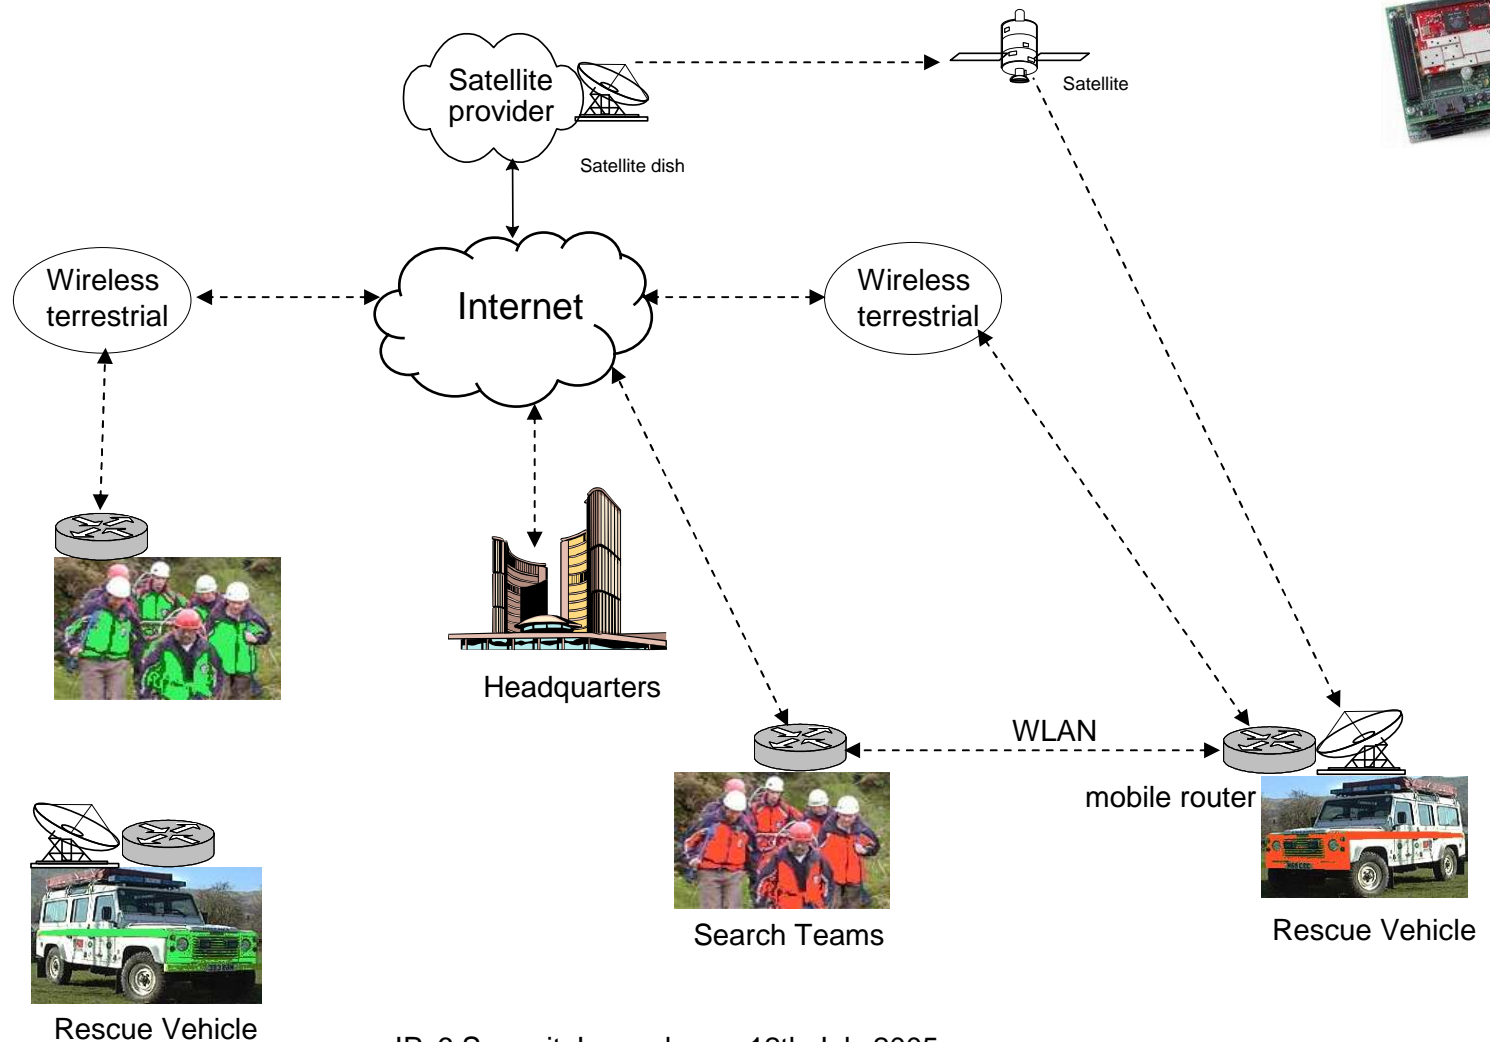 Satellite
provider
Satellite
Satellite dish
Wireless
terrestrial
Internet
Wireless
terrestrial
Headquarters
WLAN
mobile router
Search Teams
Rescue Vehicle
Rescue Vehicle